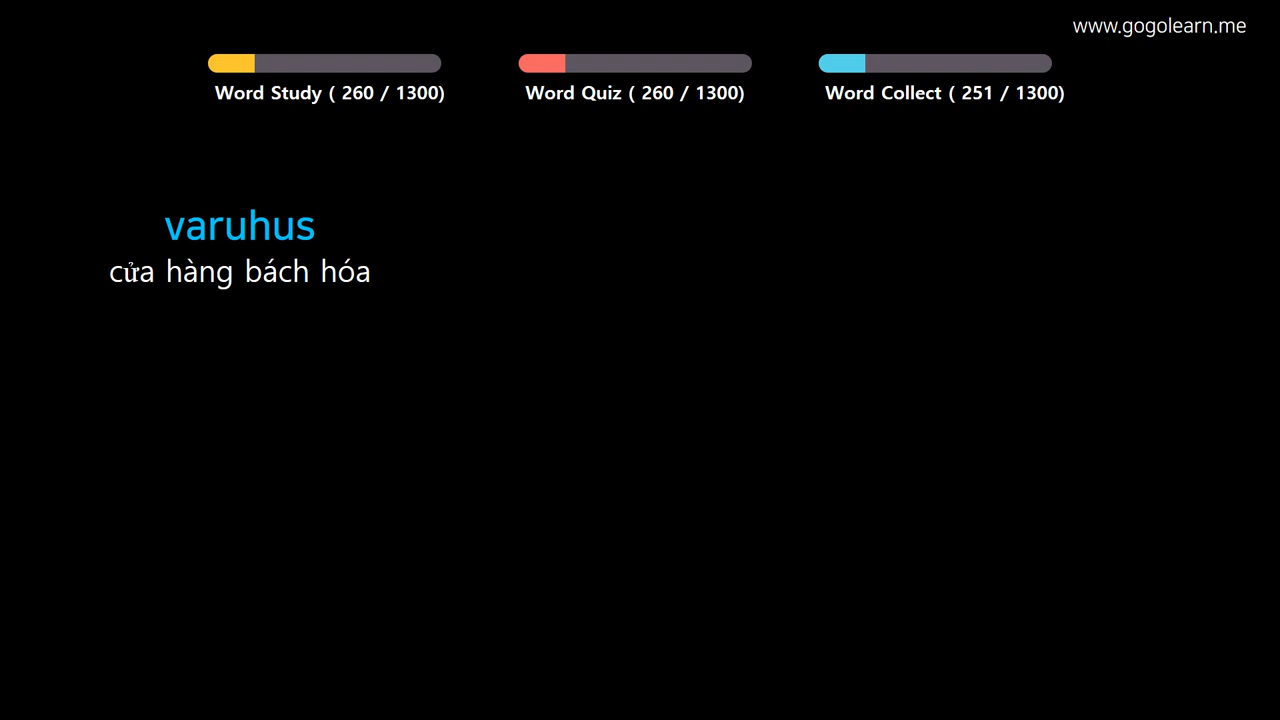 www.gogolearn.me
Word Study ( 260 / 1300)
Word Quiz ( 260 / 1300)
Word Collect ( 251 / 1300)
varuhus
cửa hàng bách hóa